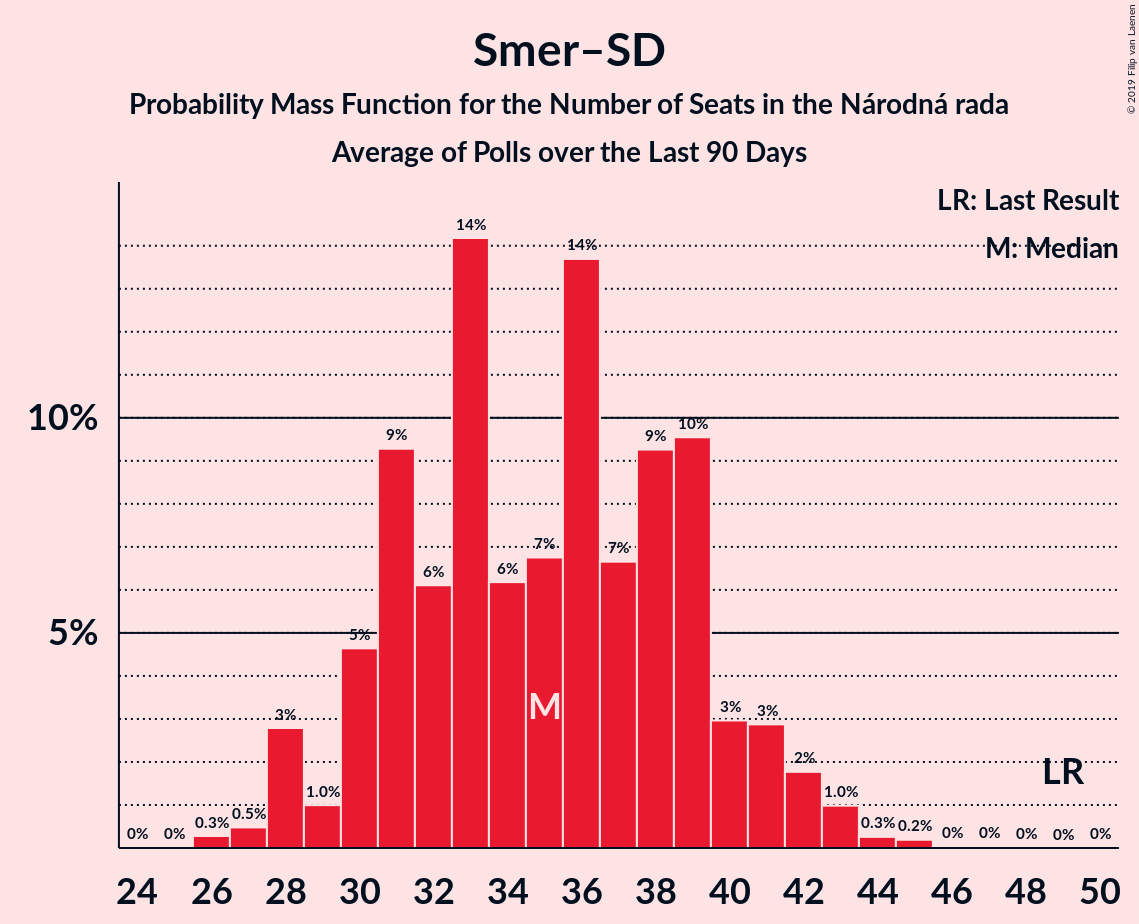 Smer–SD
Probability Mass Function for the Number of Seats in the Národná rada
Average of Polls over the Last 90 Days
© 2019 Filip van Laenen
LR: Last Result
M: Median
10%
5%
0% 0% 0.3% 0.5% 3% 1.0% 5% 9% 6% 14% 6% 7% 14% 7% 9% 10% 3% 3% 2% 1.0% 0.3% 0.2% 0% 0% 0% 0% 0%
M
LR
24 26 28 30 32 34 36 38 40 42 44 46 48 50